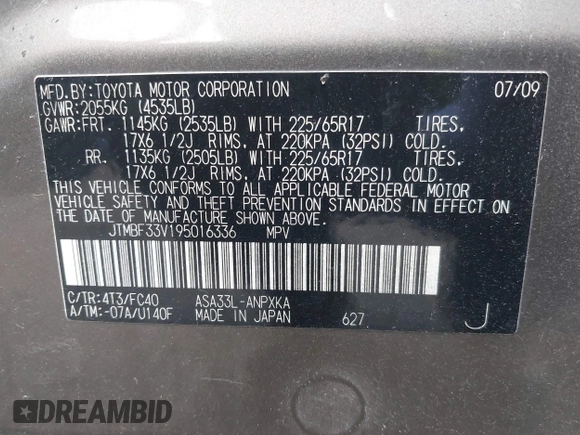 MFD.BY:TOYOTA MOTOR CORPORATION 07/09
GVWR:2055KG (4535LB)
GAWR:FRT. 1145KG (2535LB) WITH 225/65R17 TIRES,
17X6 1/2J RIMS, AT 220KPA (32PSI) COLD.
RR. 1135KG (2505LB) WITH 225/65R17 TIRES,
17X6 1/2J RIMS, AT 220KPA (32PSI) COLD.
THIS VEHICLE CONFORMS TO ALL APPLICABLE FEDERAL MOTOR
VEHICLE SAFETY AND THEFT PREVENTION STANDARDS IN EFFECT ON
THE DATE OF MANUFACTURE SHOWN ABOVE.
JTMBF33V195016336 MPV
C/TR:4T3/FC40 ASA33L-ANPXKA
A/TM:-07A/U140F MADE IN JAPAN 627 J
DREAMBID